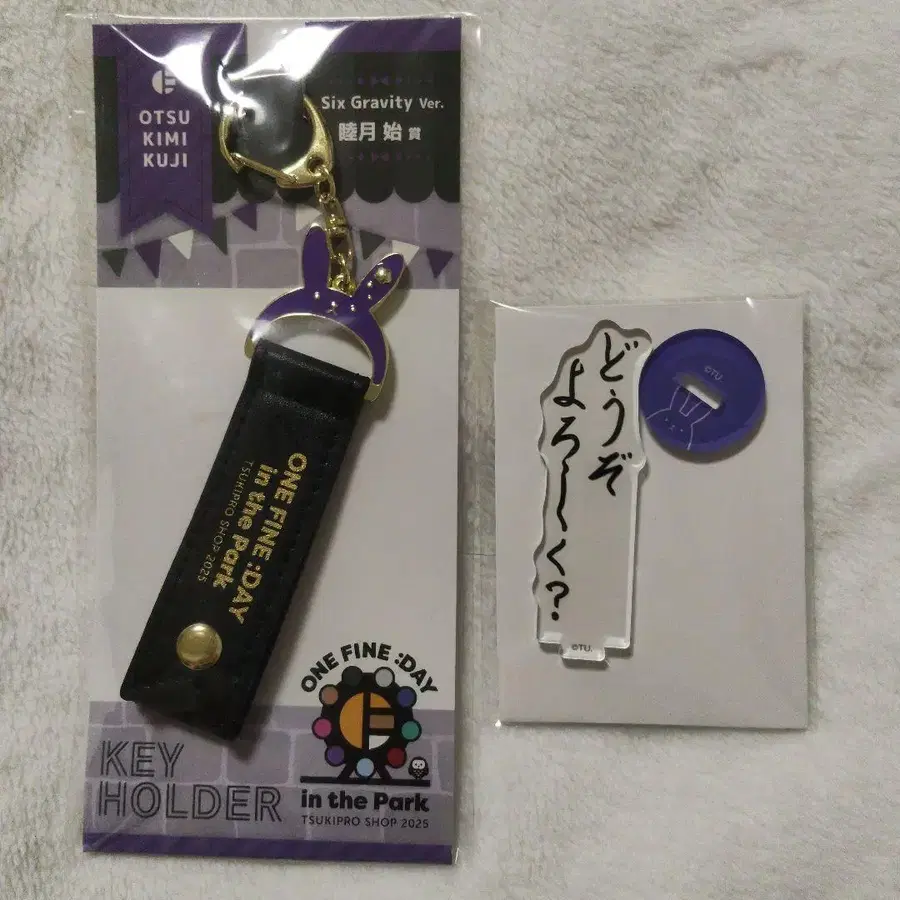 OTSU
KIMI
KUJI
Six Gravity Ver.
睦月 始 賞
ONE FINE :DAY
in the Park
TSUKIPRO SHOP 2025
KEY
HOLDER
ONE FINE :DAY
in the Park
TSUKIPRO SHOP 2025
どうぞ
よろ〜〜く?
©TU.
©TU.